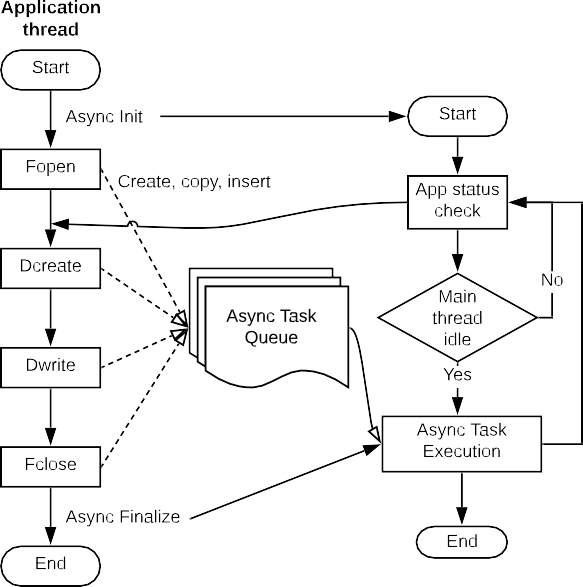 Application
thread
Start
Async Init
Start
Fopen
Create, copy, insert
App status
check
Dcreate
Async Task
Queue
Main
thread
idle
No
Dwrite
Yes
Async Task
Execution
Fclose
Async Finalize
End
End